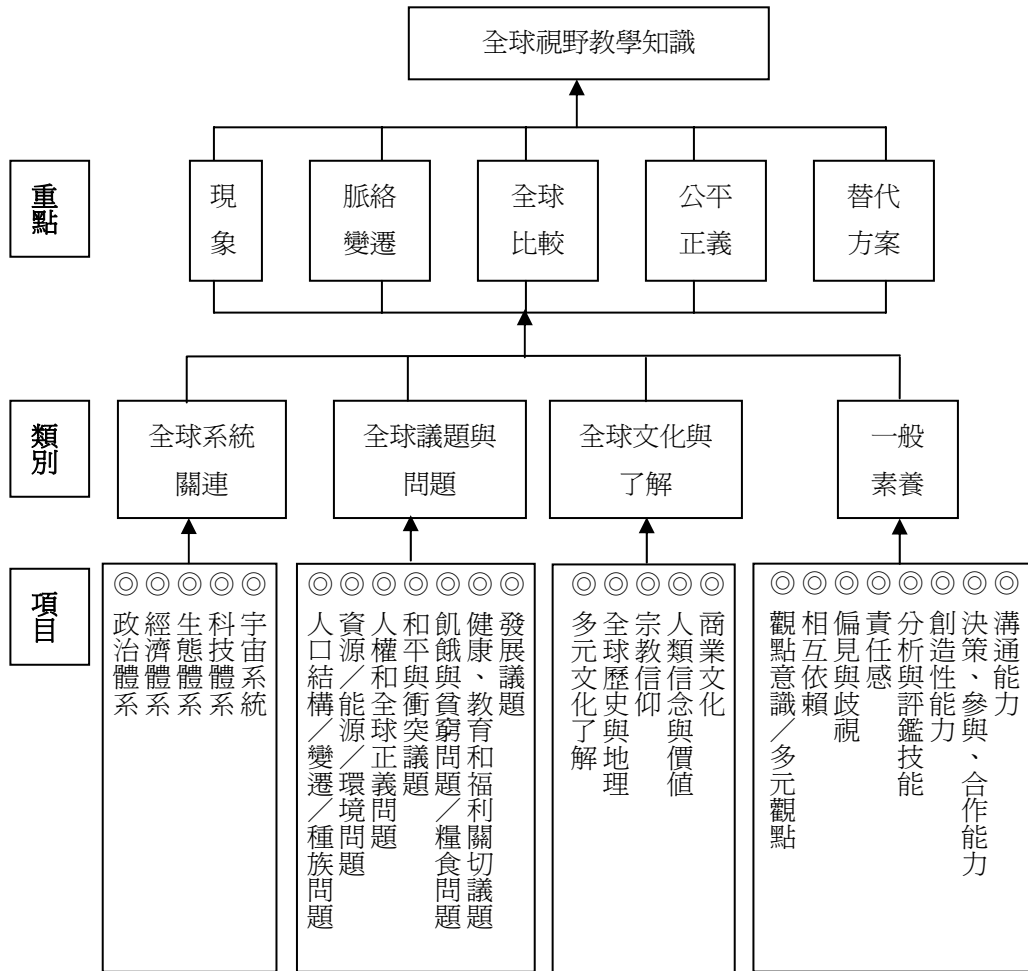 全球視野教學知識
重點
現
象
脈絡
變遷
全球
比較
公平
正義
替代
方案
類別
全球系統
關連
全球議題與
問題
全球文化與
了解
一般
素養
項目
◎政治體系
◎經濟體系
◎生態體系
◎科技體系
◎宇宙系統
◎人口結構／變遷／種族問題
◎資源／能源／環境問題
◎人權和全球正義問題
◎和平與衝突議題
◎飢餓與貧窮問題／糧食問題
◎健康、教育和福利關切議題
◎發展議題
◎多元文化了解
◎全球歷史與地理
◎宗教信仰
◎人類信念與價值
◎商業文化
◎觀點意識／多元觀點
◎相互依賴
◎偏見與歧視
◎責任感
◎分析與評鑑技能
◎創造性能力
◎決策、參與、合作能力
◎溝通能力